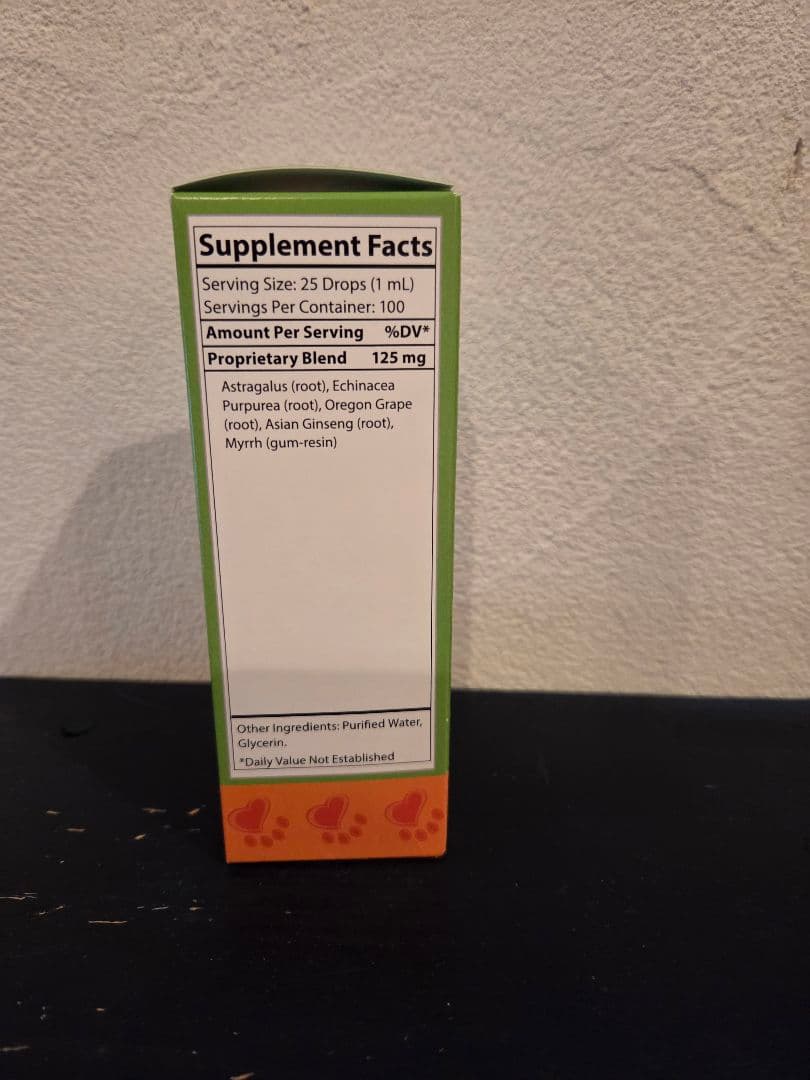 Supplement Facts
Serving Size: 25 Drops (1 mL)
Servings Per Container: 100
Amount Per Serving %DV*
Proprietary Blend 125 mg
Astragalus (root), Echinacea
Purpurea (root), Oregon Grape
(root), Asian Ginseng (root),
Myrrh (gum-resin)
Other Ingredients: Purified Water,
Glycerin.
*Daily Value Not Established